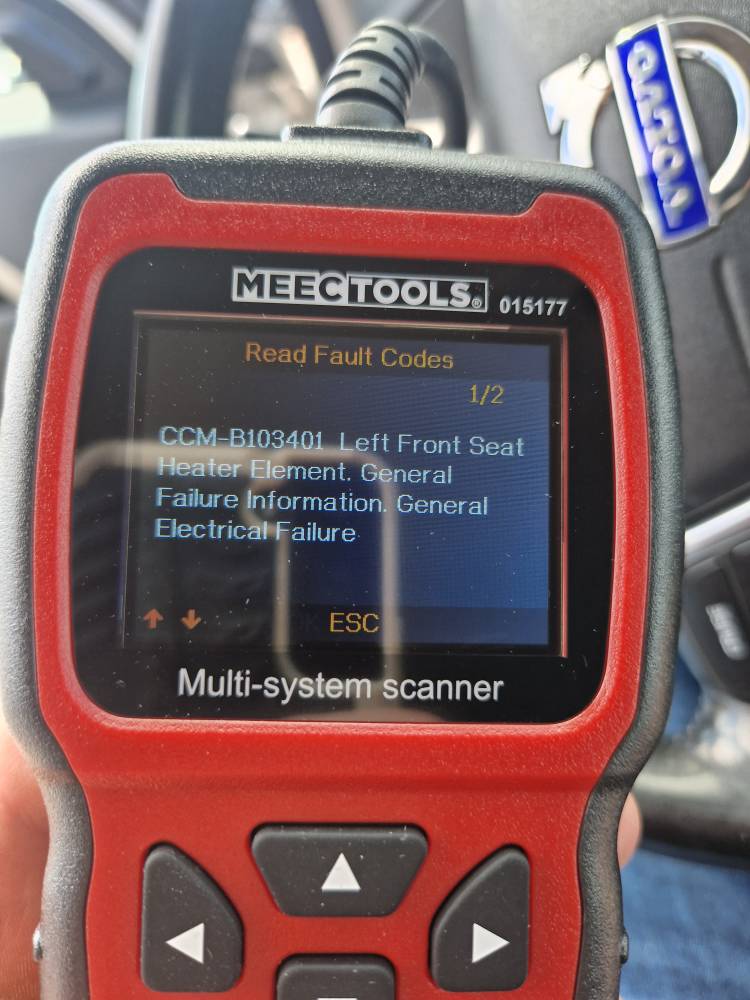 VOLVO
MEECTOOLS®
015177
Read Fault Codes
1/2
CCM-B103401 Left Front Seat
Heater Element. General
Failure Information. General
Electrical Failure
ESC
Multi-system scanner